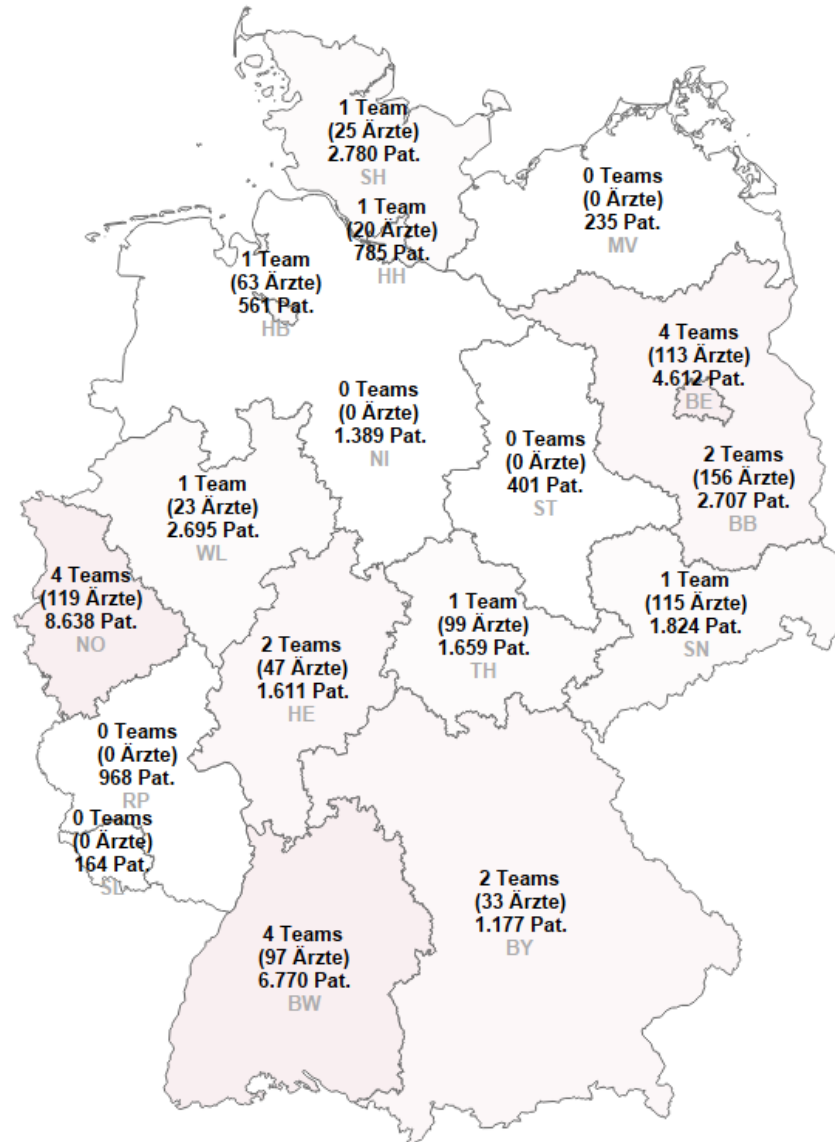 1 Team
(25 Ärzte)
2.780 Pat.
SH
0 Teams
(0 Ärzte)
235 Pat.
MV
1 Team
(20 Ärzte)
785 Pat.
HH
1 Team
(63 Ärzte)
561 Pat.
HB
4 Teams
(113 Ärzte)
4.612 Pat.
BE
0 Teams
(0 Ärzte)
1.389 Pat.
NI
0 Teams
(0 Ärzte)
401 Pat.
ST
2 Teams
(156 Ärzte)
2.707 Pat.
BB
1 Team
(23 Ärzte)
2.695 Pat.
WL
4 Teams
(119 Ärzte)
8.638 Pat.
NO
2 Teams
(47 Ärzte)
1.611 Pat.
HE
1 Team
(99 Ärzte)
1.659 Pat.
TH
1 Team
(115 Ärzte)
1.824 Pat.
SN
0 Teams
(0 Ärzte)
968 Pat.
RP
0 Teams
(0 Ärzte)
164 Pat.
SL
2 Teams
(33 Ärzte)
1.177 Pat.
BY
4 Teams
(97 Ärzte)
6.770 Pat.
BW